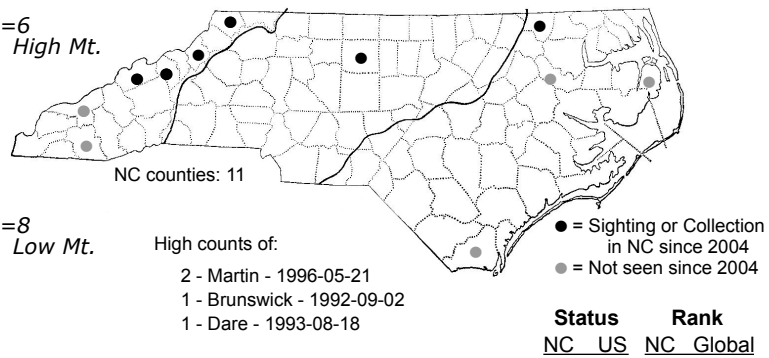 =6
High Mt.
NC counties: 11
=8
Low Mt.
High counts of:
2 - Martin - 1996-05-21
1 - Brunswick - 1992-09-02
1 - Dare - 1993-08-18
= Sighting or Collection
in NC since 2004
= Not seen since 2004
Status Rank
NC US NC Global